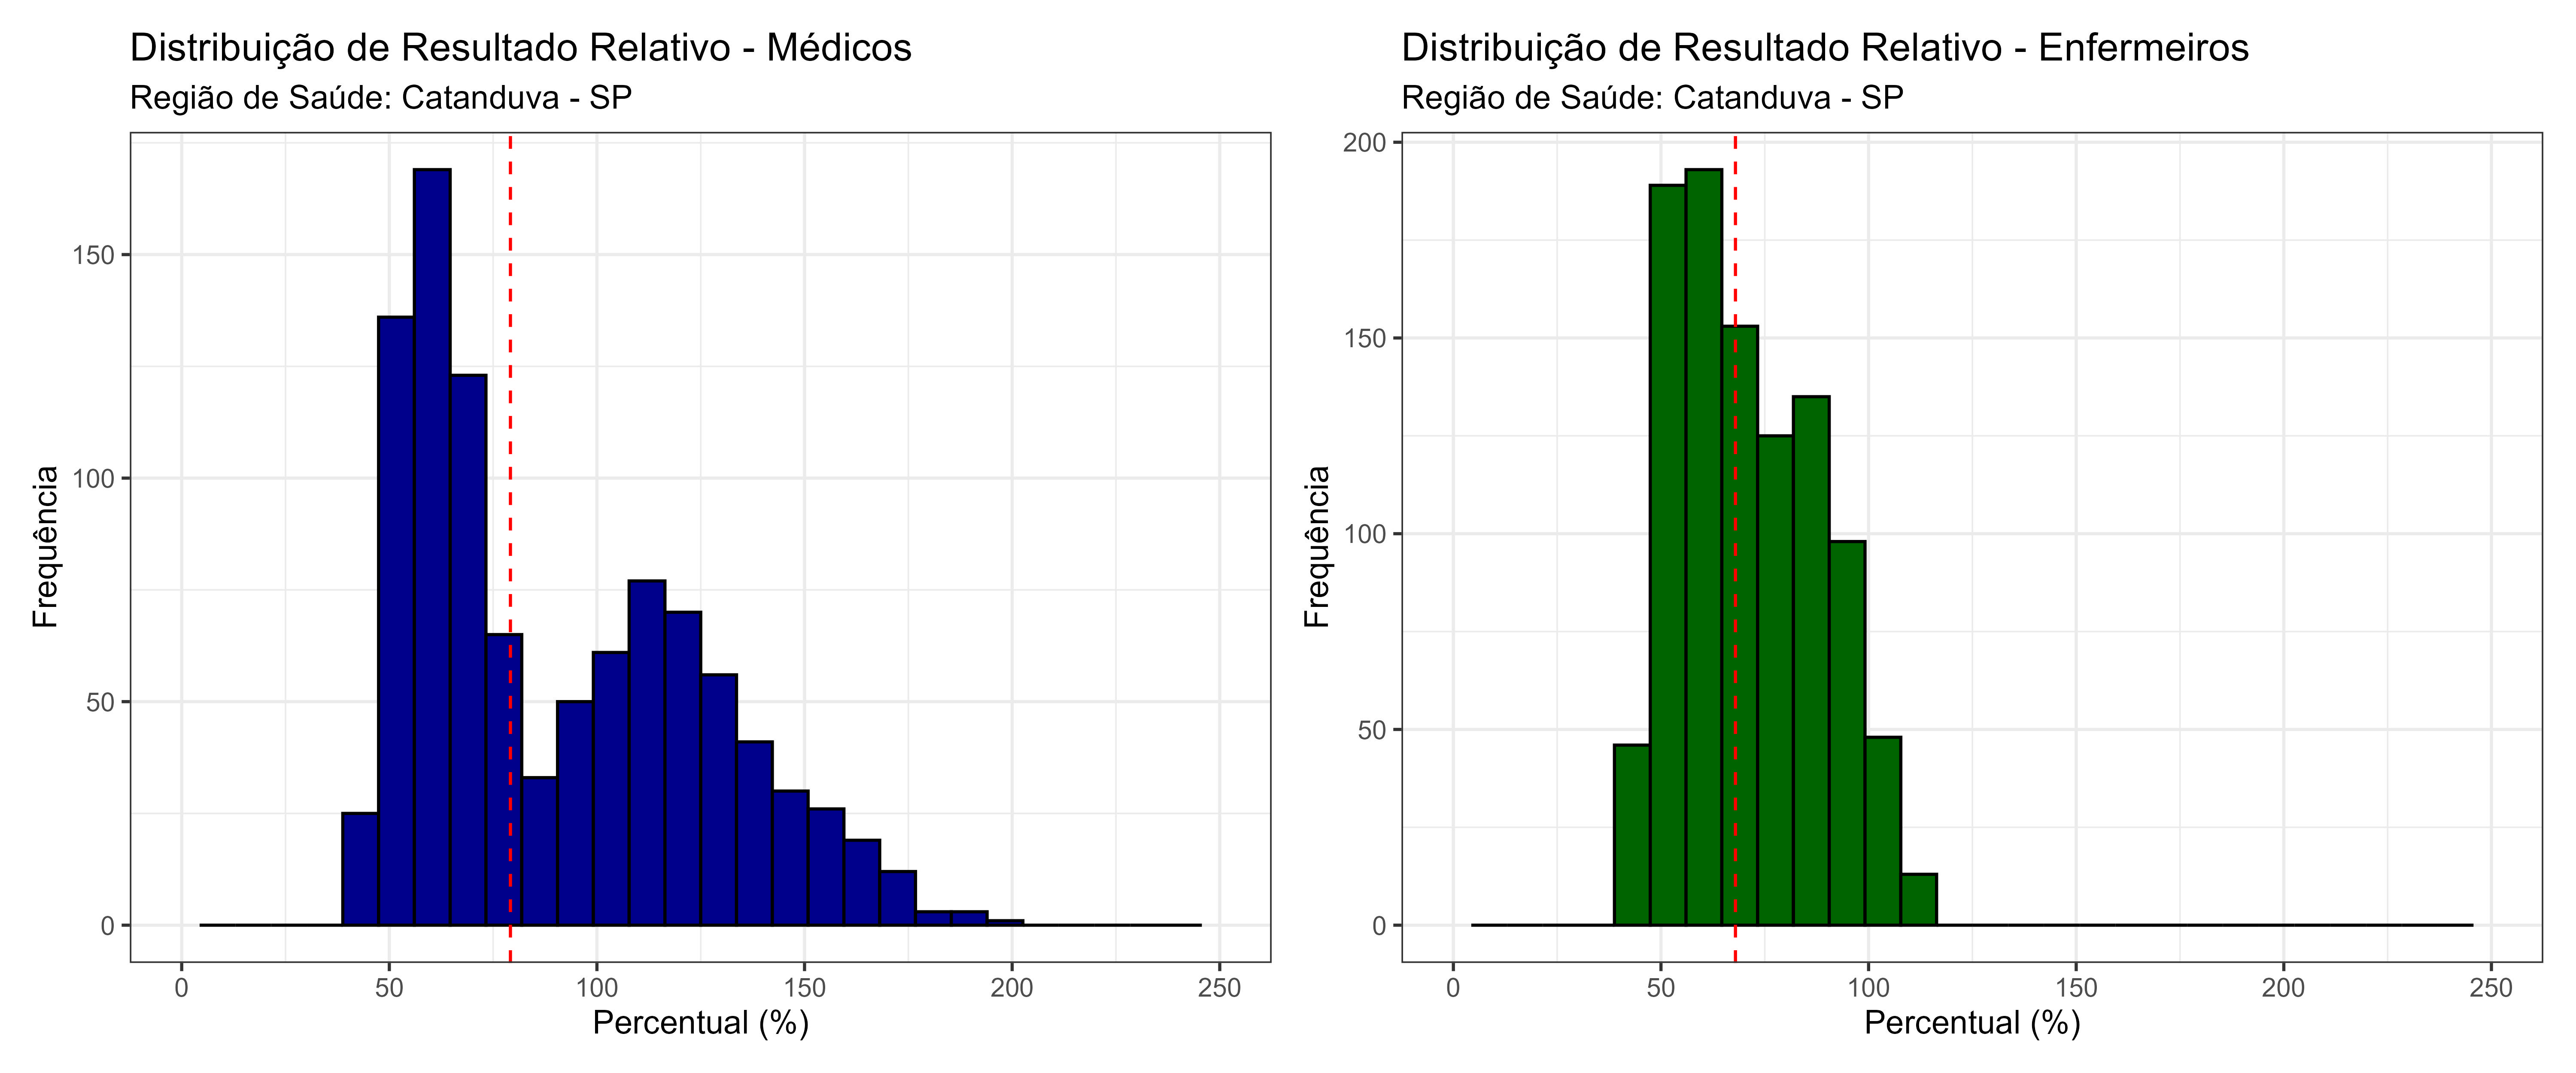 Distribuição de Resultado Relativo - Médicos
Região de Saúde: Catanduva - SP
Frequência
150
100
50
0
0 50 100 150 200 250
Percentual (%)
Distribuição de Resultado Relativo - Enfermeiros
Região de Saúde: Catanduva - SP
Frequência
200
150
100
50
0
0 50 100 150 200 250
Percentual (%)